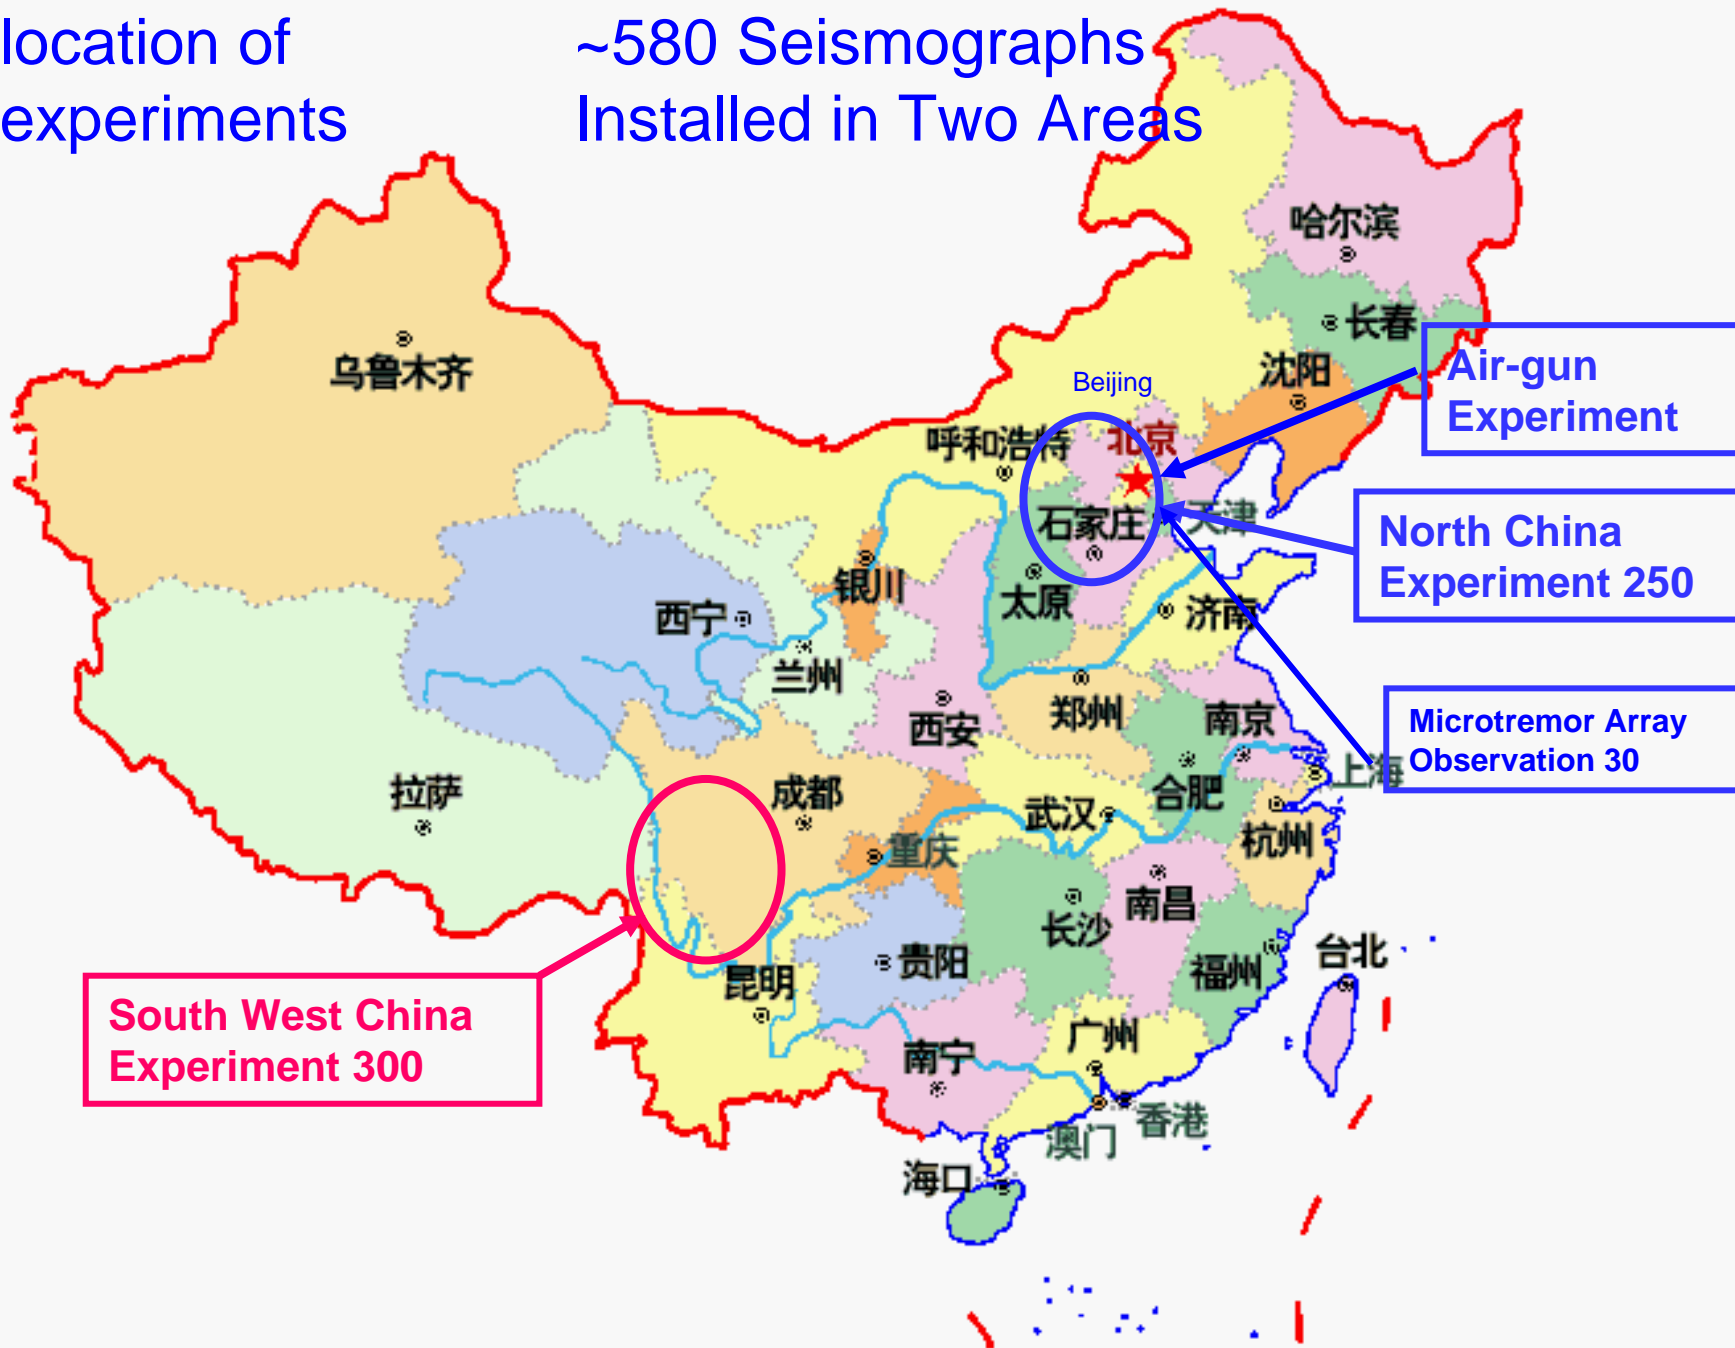 location of
experiments
~580 Seismographs
Installed in Two Areas
哈尔滨
长春
乌鲁木齐
沈阳
Air-gun
Experiment
Beijing
呼和浩特
北京
石家庄
天津
North China
Experiment 250
银川
太原
西宁
济南
兰州
郑州
西安
南京
Microtremor Array
Observation 30
上海
拉萨
成都
武汉
合肥
杭州
重庆
南昌
长沙
贵阳
福州
台北
昆明
South West China
Experiment 300
广州
南宁
香港
澳门
海口